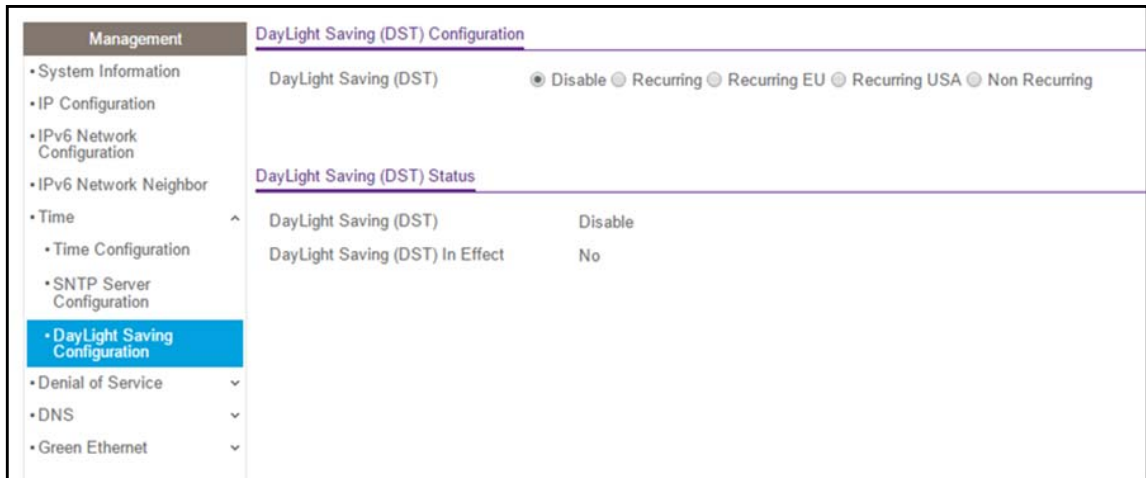 Management
• System Information
• IP Configuration
• IPv6 Network
Configuration
• IPv6 Network Neighbor
• Time
• Time Configuration
• SNTP Server
Configuration
• DayLight Saving
Configuration
• Denial of Service
• DNS
• Green Ethernet
DayLight Saving (DST) Configuration
DayLight Saving (DST) Disable Recurring Recurring EU Recurring USA Non Recurring
DayLight Saving (DST) Status
DayLight Saving (DST) Disable
DayLight Saving (DST) In Effect No